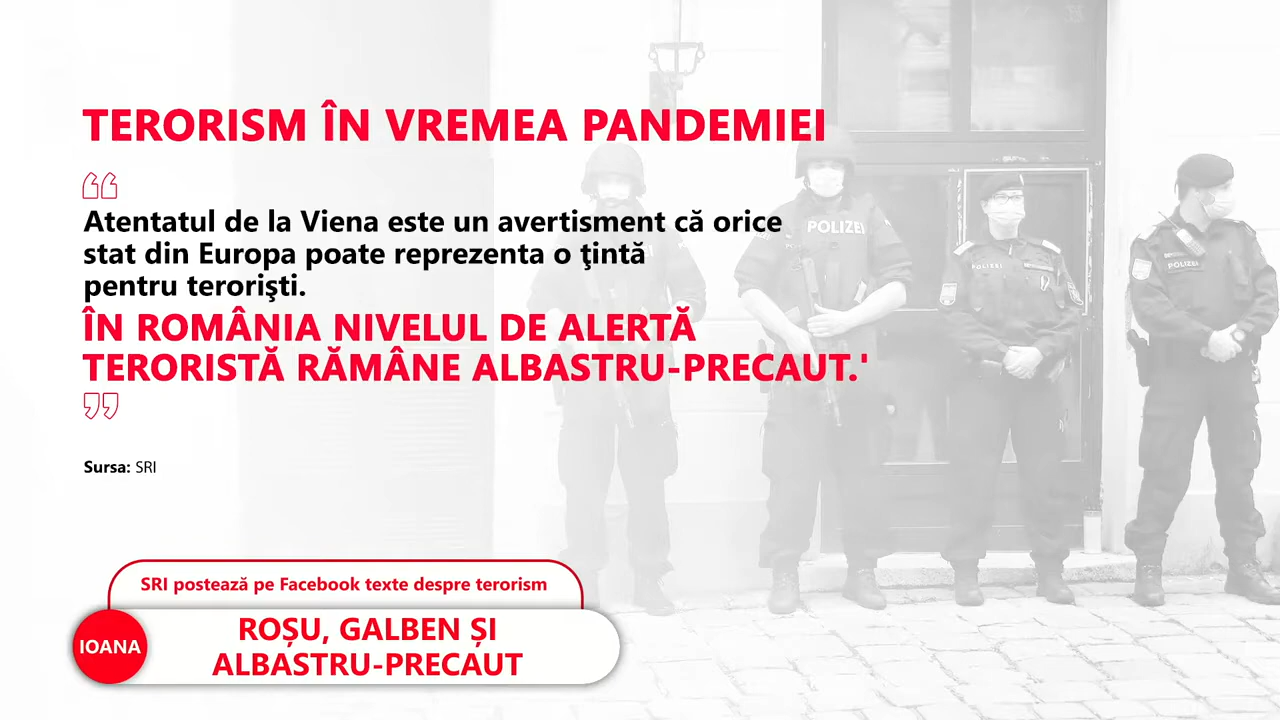 TERORISM ÎN VREMEA PANDEMIEI
Atentatul de la Viena este un avertisment că orice
stat din Europa poate reprezenta o ţintă
pentru terorişti.
ÎN ROMÂNIA NIVELUL DE ALERTĂ
TERORISTĂ RĂMÂNE ALBASTRU-PRECAUT.'
Sursa: SRI
POLIZEI
POLIZEI
POLIZEI
SRI postează pe Facebook texte despre terorism
IOANA
ROȘU, GALBEN ȘI
ALBASTRU-PRECAUT